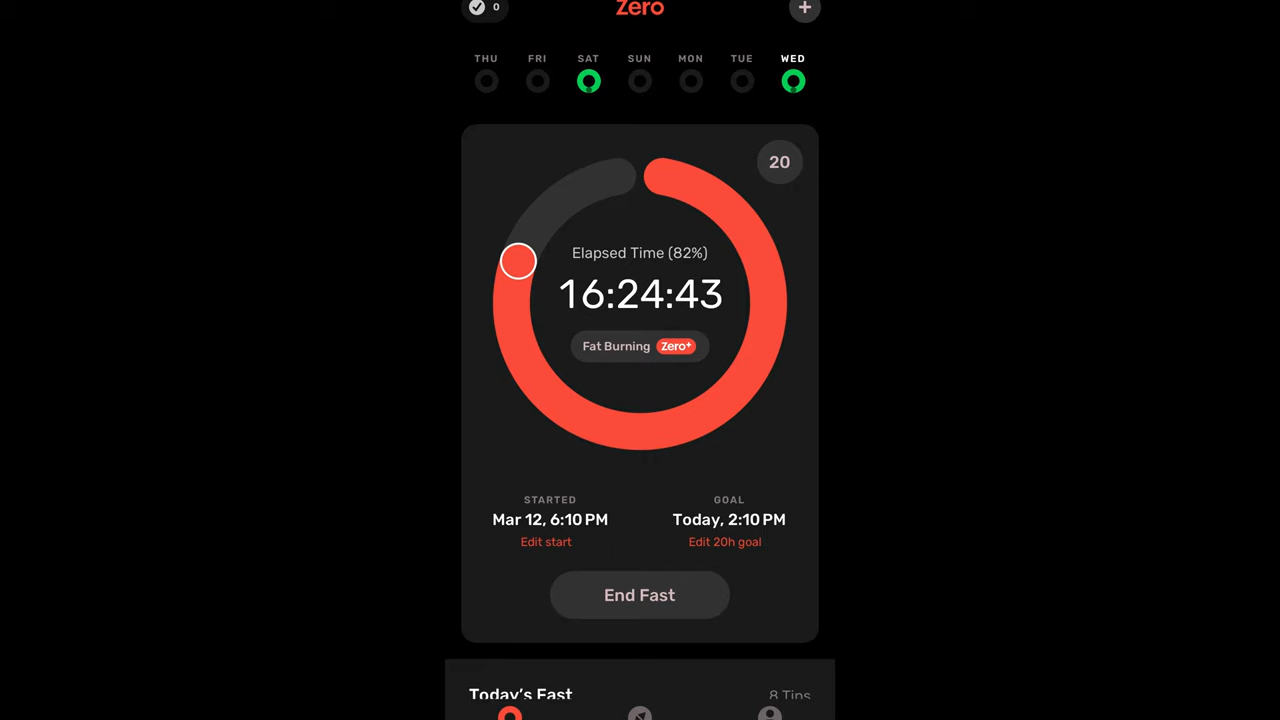 0 Zero +
THU FRI SAT SUN MON TUE WED
20
Elapsed Time (82%)
16:24:43
Fat Burning Zero+
STARTED GOAL
Mar 12, 6:10 PM Today, 2:10 PM
Edit start Edit 20h goal
End Fast
Today's Fast 8 Tips